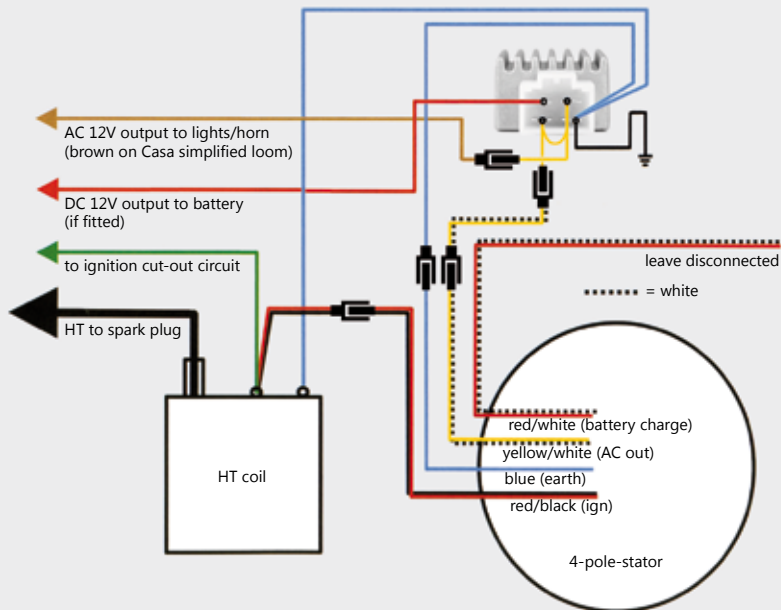 AC 12V output to lights/horn
(brown on Casa simplified loom)
DC 12V output to battery
(if fitted)
to ignition cut-out circuit
leave disconnected
= white
HT to spark plug
red/white (battery charge)
yellow/white (AC out)
blue (earth)
red/black (ign)
HT coil
4-pole-stator